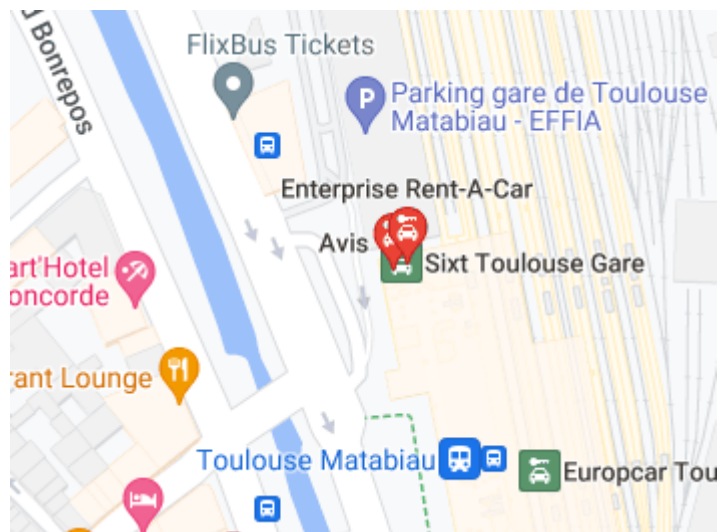 d Bonrepos
FlixBus Tickets
P
Parking gare de Toulouse
Matabiau - EFFIA
Enterprise Rent-A-Car
Avis
Sixt Toulouse Gare
art'Hotel
oncorde
rant Lounge
Toulouse Matabiau
Europcar Tou